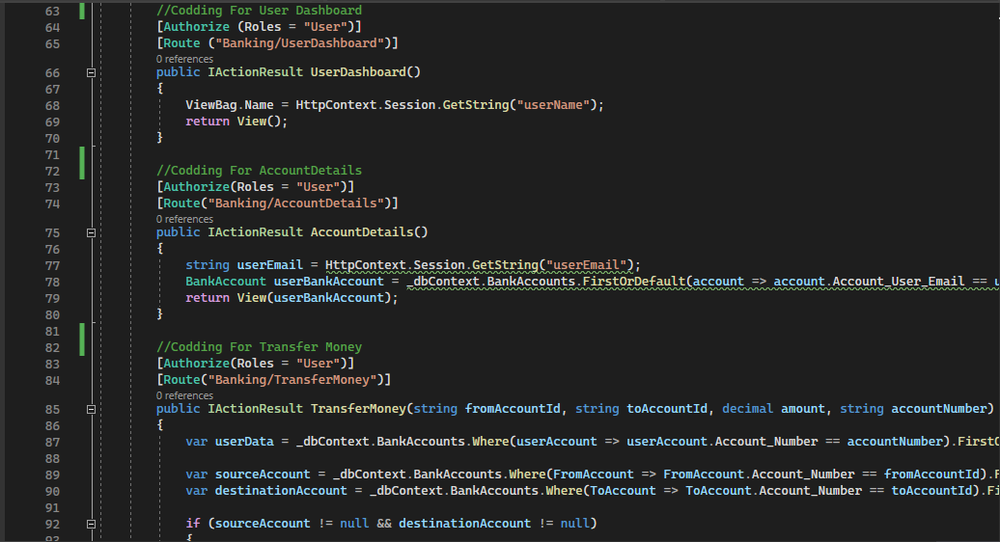 63 //Codding For User Dashboard
64 [Authorize (Roles = "User")]
65 [Route ("Banking/UserDashboard")]
0 references
66 public IActionResult UserDashboard()
67 {
68 ViewBag.Name = HttpContext.Session.GetString("userName");
69 return View();
70 }
71
72 //Codding For AccountDetails
73 [Authorize(Roles = "User")]
74 [Route("Banking/AccountDetails")]
0 references
75 public IActionResult AccountDetails()
76 {
77 string userEmail = HttpContext.Session.GetString("userEmail");
78 BankAccount userBankAccount = _dbContext.BankAccounts.FirstOrDefault(account => account.Account_User_Email == u
79 return View(userBankAccount);
80 }
81
82 //Codding For Transfer Money
83 [Authorize(Roles = "User")]
84 [Route("Banking/TransferMoney")]
0 references
85 public IActionResult TransferMoney(string fromAccountId, string toAccountId, decimal amount, string accountNumber)
86 {
87 var userData = _dbContext.BankAccounts.Where(userAccount => userAccount.Account_Number == accountNumber).First
88
89 var sourceAccount = _dbContext.BankAccounts.Where(FromAccount => FromAccount.Account_Number == fromAccountId).F
90 var destinationAccount = _dbContext.BankAccounts.Where(ToAccount => ToAccount.Account_Number == toAccountId).Fi
91
92 if (sourceAccount != null && destinationAccount != null)
93 {